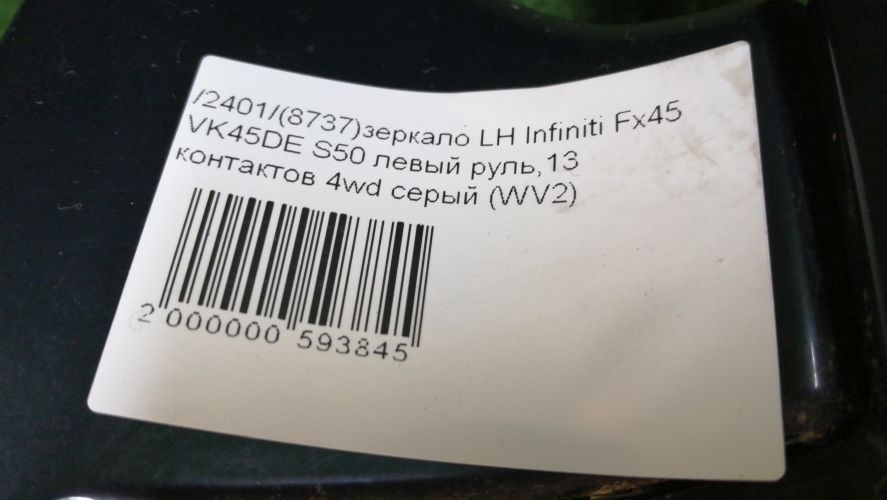 /2401/(8737)зеркало LH Infiniti Fx45
VK45DE S50 левый руль,13
контактов 4wd серый (WV2)
2 000000 593845